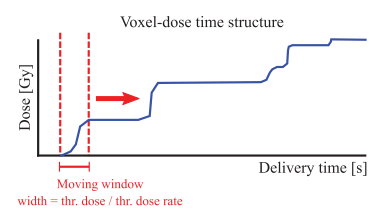 Voxel-dose time structure
Dose [Gy]
Delivery time [s]
Moving window
width = thr. dose / thr. dose rate